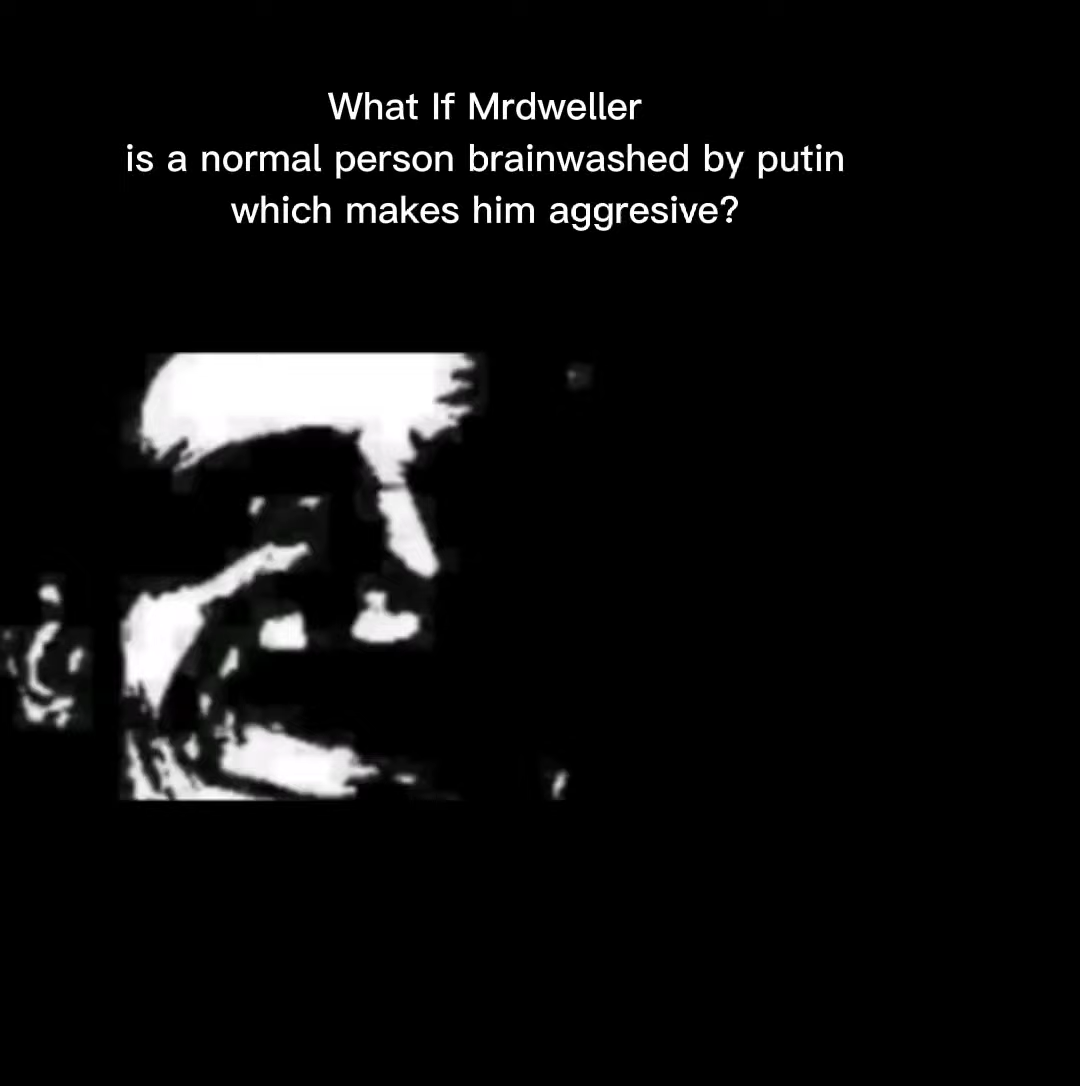 What If Mrdweller
is a normal person brainwashed by putin
which makes him aggresive?